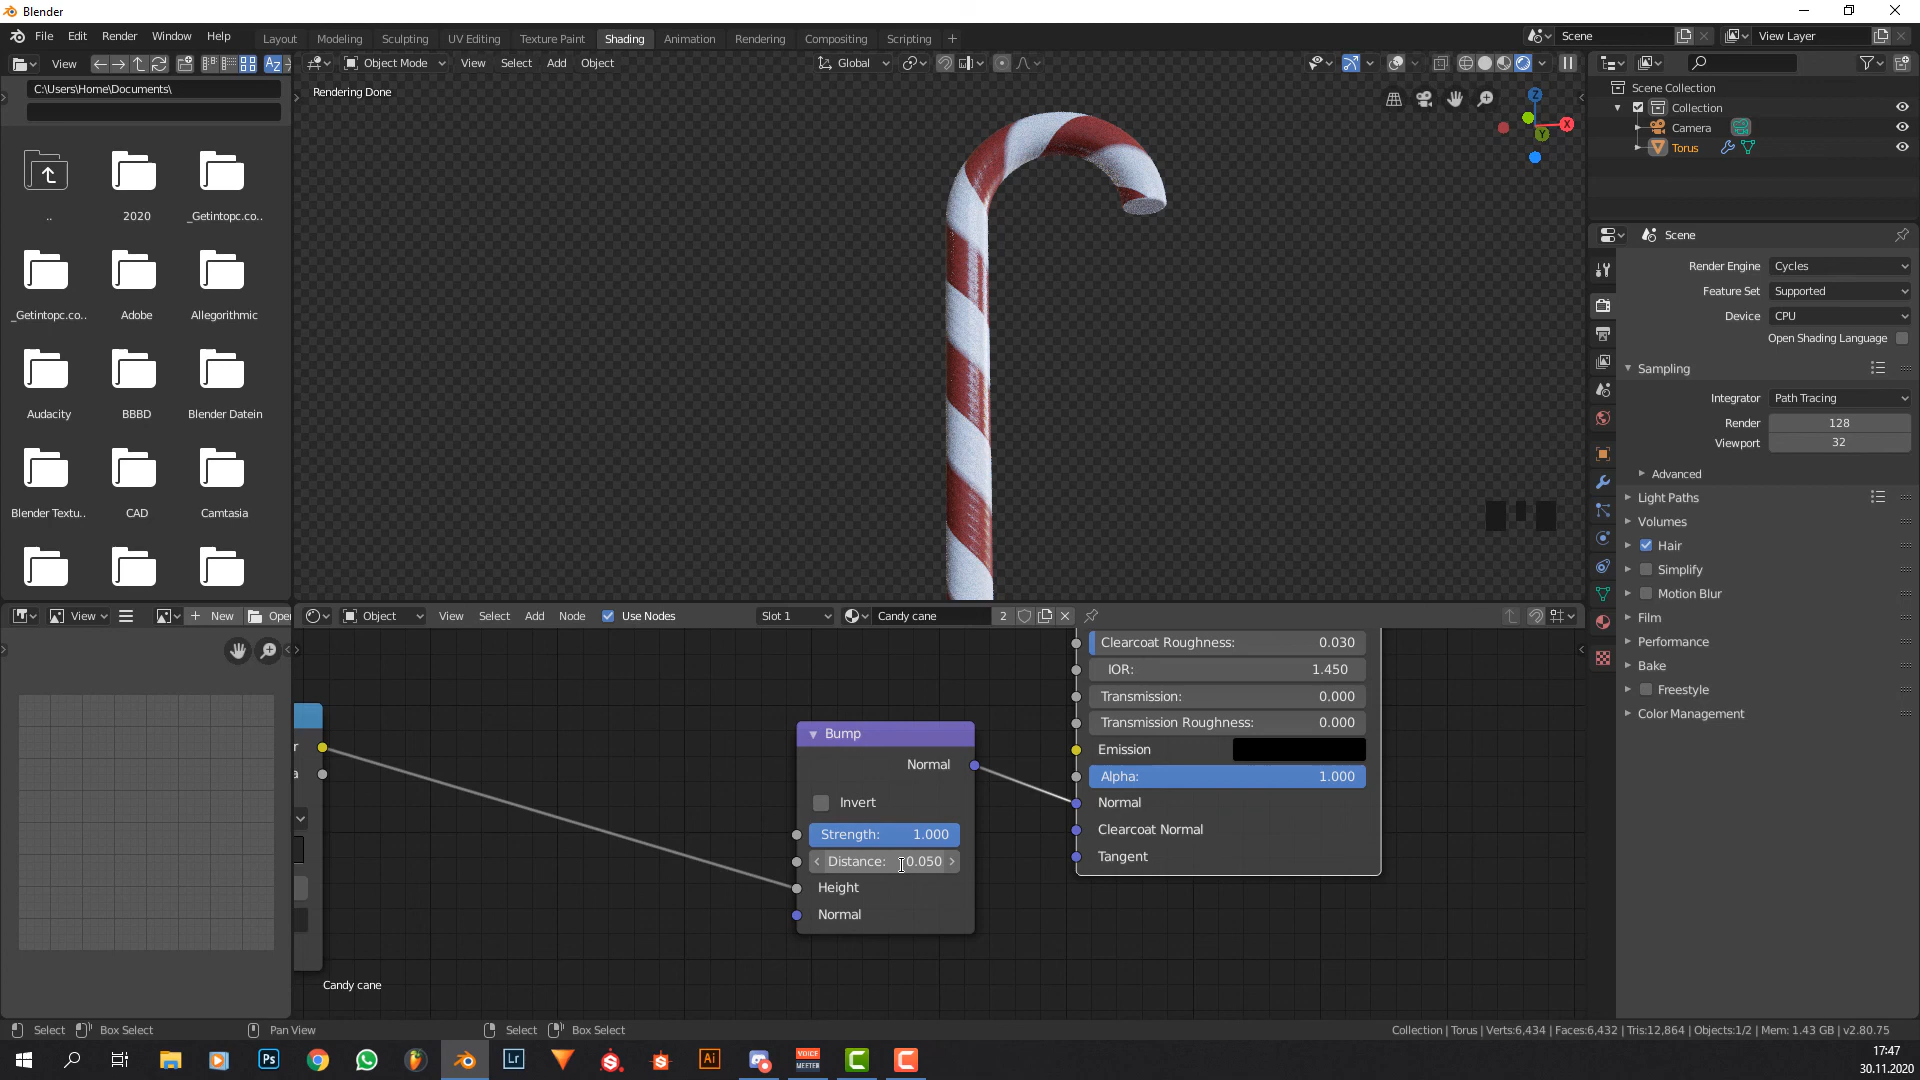 Blender
File Edit Render Window Help
Layout Modeling Sculpting UV Editing Texture Paint Shading Animation Rendering Compositing Scripting +
Scene
View Layer
View
Object Mode View Select Add Object
Global
C:\Users\Home\Documents\
Rendering Done
Z
X
Y
Scene Collection
Collection
Camera
Torus
..
2020
_Getintopc.co..
_Getintopc.co..
Adobe
Allegorithmic
Audacity
BBBD
Blender Datein
Blender Textu..
CAD
Camtasia
Scene
Render Engine Cycles
Feature Set Supported
Device CPU
Open Shading Language
Sampling
Integrator Path Tracing
Render 128
Viewport 32
Advanced
Light Paths
Volumes
Hair
Simplify
Motion Blur
Film
Performance
Bake
Freestyle
Color Management
View
New
Ope
Object View Select Add Node Use Nodes
Slot 1
Candy cane 2
Clearcoat Roughness: 0.030
IOR: 1.450
Transmission: 0.000
Transmission Roughness: 0.000
Emission
Alpha: 1.000
Normal
Clearcoat Normal
Tangent
Bump
Normal
Invert
Strength: 1.000
Distance: 0.050
Height
Normal
Candy cane
Select Box Select Pan View Select Box Select
Collection | Torus | Verts:6,434 | Faces:6,432 | Tris:12,864 | Objects:1/2 | Mem: 1.43 GB | v2.80.75
Ps
Lr
Ai
VOICE
MEETER
17:47
30.11.2020